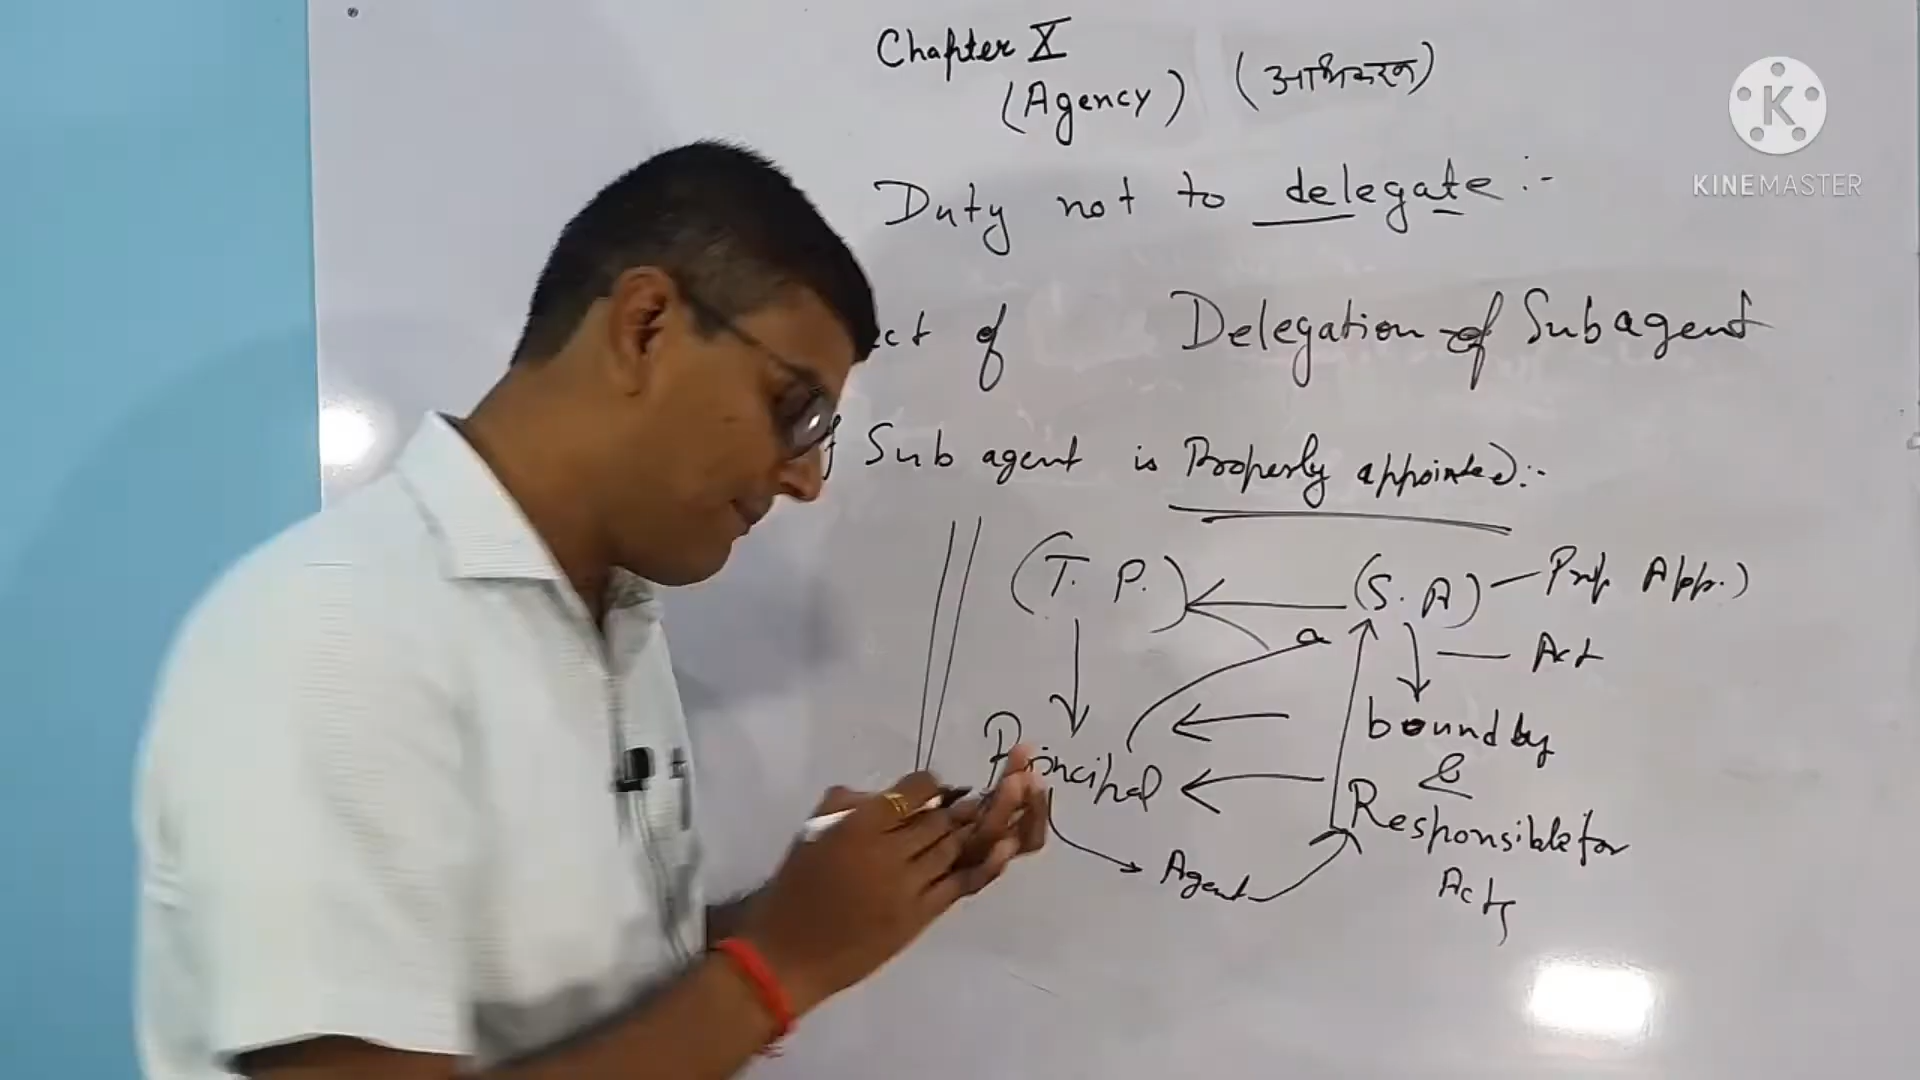 Chapter X
(Agency) (अभिकरण)
Duty not to delegate :-
ct of Delegation of Subagent
f Sub agent is Properly appointed :-
(T. P.) (S. A) Prop App.)
a Act
bound by
Principal &
Responsible for
Agent Acts
KINEMASTER